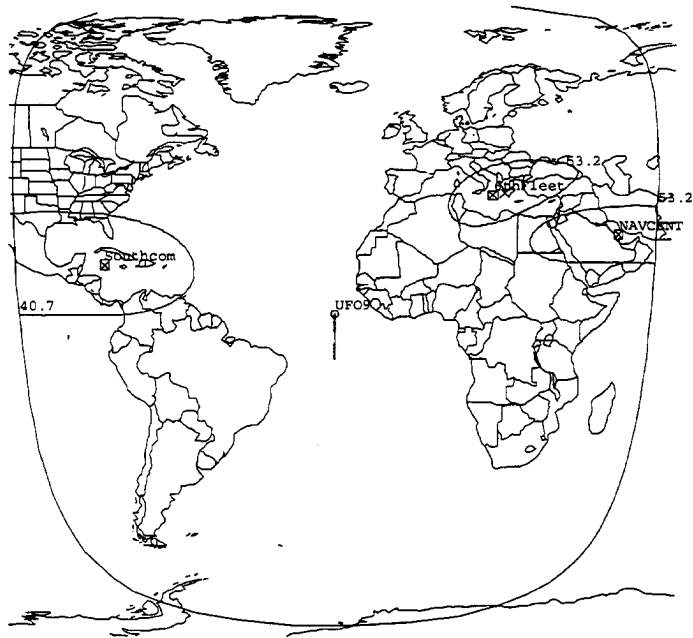 53.2
6thFleet
53.2
NAVCENT
Southcom
40.7
UFO9